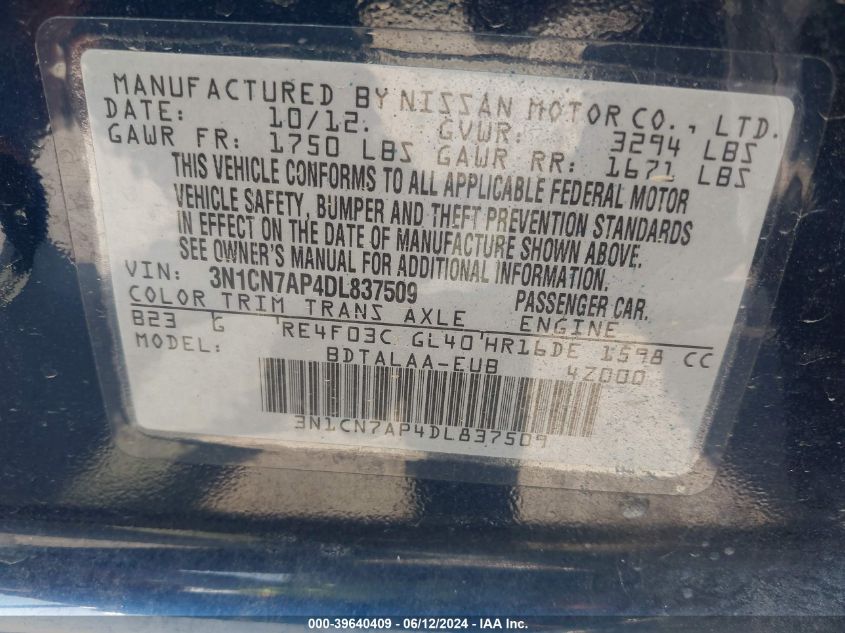 MANUFACTURED BY NISSAN MOTOR CO., LTD.
DATE: 10/12. GVWR: 3294 LBS
GAWR FR: 1750 LBS GAWR RR: 1671 LBS
THIS VEHICLE CONFORMS TO ALL APPLICABLE FEDERAL MOTOR
VEHICLE SAFETY, BUMPER AND THEFT PREVENTION STANDARDS
IN EFFECT ON THE DATE OF MANUFACTURE SHOWN ABOVE.
SEE OWNER'S MANUAL FOR ADDITIONAL INFORMATION.
VIN: 3N1CN7AP4DL837509 PASSENGER CAR.
COLOR TRIM TRANS AXLE ENGINE
B23 G RE4F03C GL40 HR16DE 1598 CC
MODEL: BDTALAA-EUB 4Z000
3N1CN7AP4DL837509
000-39640409 - 06/12/2024 - IAA Inc.